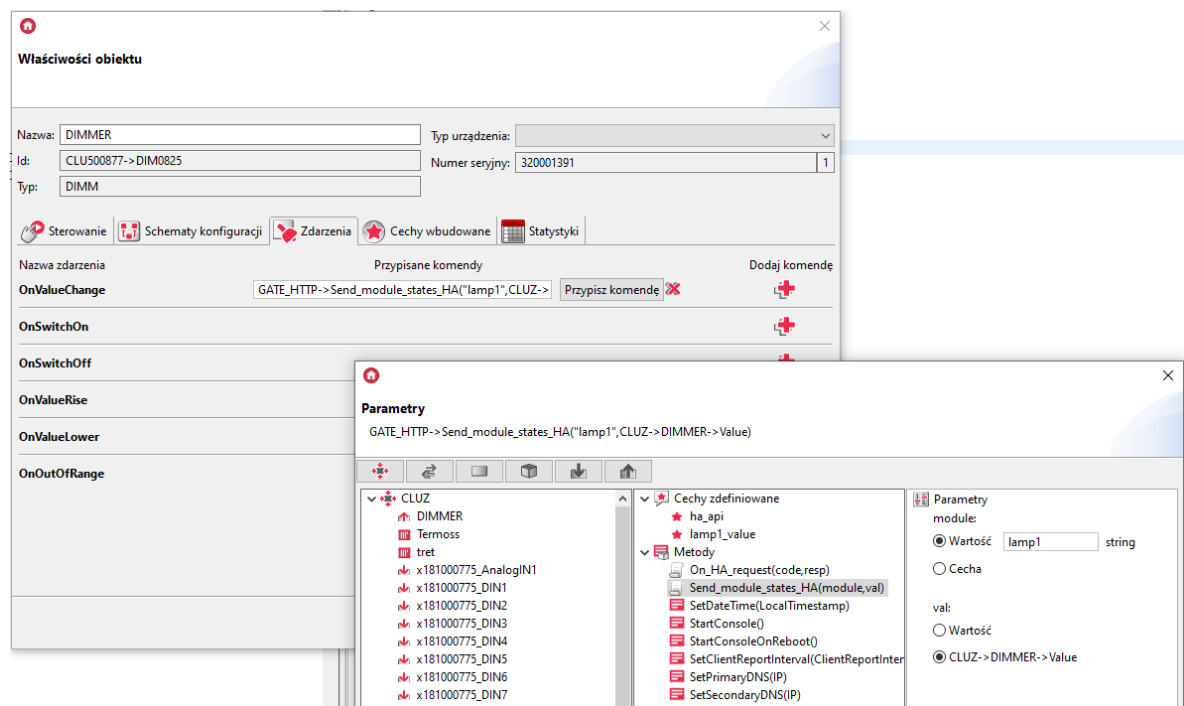 Właściwości obiektu
Nazwa: DIMMER Typ urządzenia:
Id: CLU500877->DIM0825 Numer seryjny: 320001391 1
Typ: DIMM
Sterowanie Schematy konfiguracji Zdarzenia Cechy wbudowane Statystyki
Nazwa zdarzenia Przypisane komendy Dodaj komendę
OnValueChange GATE_HTTP->Send_module_states_HA("lamp1",CLUZ-> Przypisz komendę
OnSwitchOn
OnSwitchOff
OnValueRise
OnValueLower
OnOutOfRange
Parametry
GATE_HTTP->Send_module_states_HA("lamp1",CLUZ->DIMMER->Value)
CLUZ
DIMMER
Termoss
tret
x181000775_AnalogIN1
x181000775_DIN1
x181000775_DIN2
x181000775_DIN3
x181000775_DIN4
x181000775_DIN5
x181000775_DIN6
x181000775_DIN7
Cechy zdefiniowane
ha_api
lamp1_value
Metody
On_HA_request(code,resp)
Send_module_states_HA(module,val)
SetDateTime(LocalTimestamp)
StartConsole()
StartConsoleOnReboot()
SetClientReportInterval(ClientReportInter
SetPrimaryDNS(IP)
SetSecondaryDNS(IP)
Parametry
module:
Wartość lamp1 string
Cecha
val:
Wartość
CLUZ->DIMMER->Value